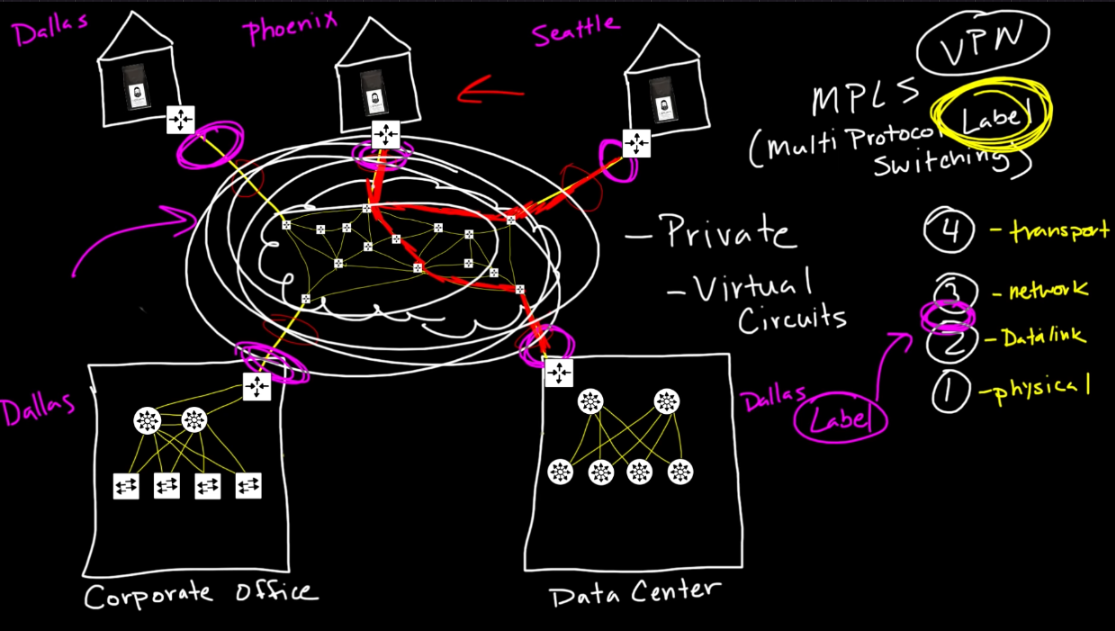 Dallas
Phoenix
Seattle
VPN
MPLS
(Multi Protocol Label
Switching)
- Private
- Virtual
Circuits
4 - transport
3 - network
2 - Datalink
1 - physical
Dallas
Label
Dallas
Corporate Office
Data Center